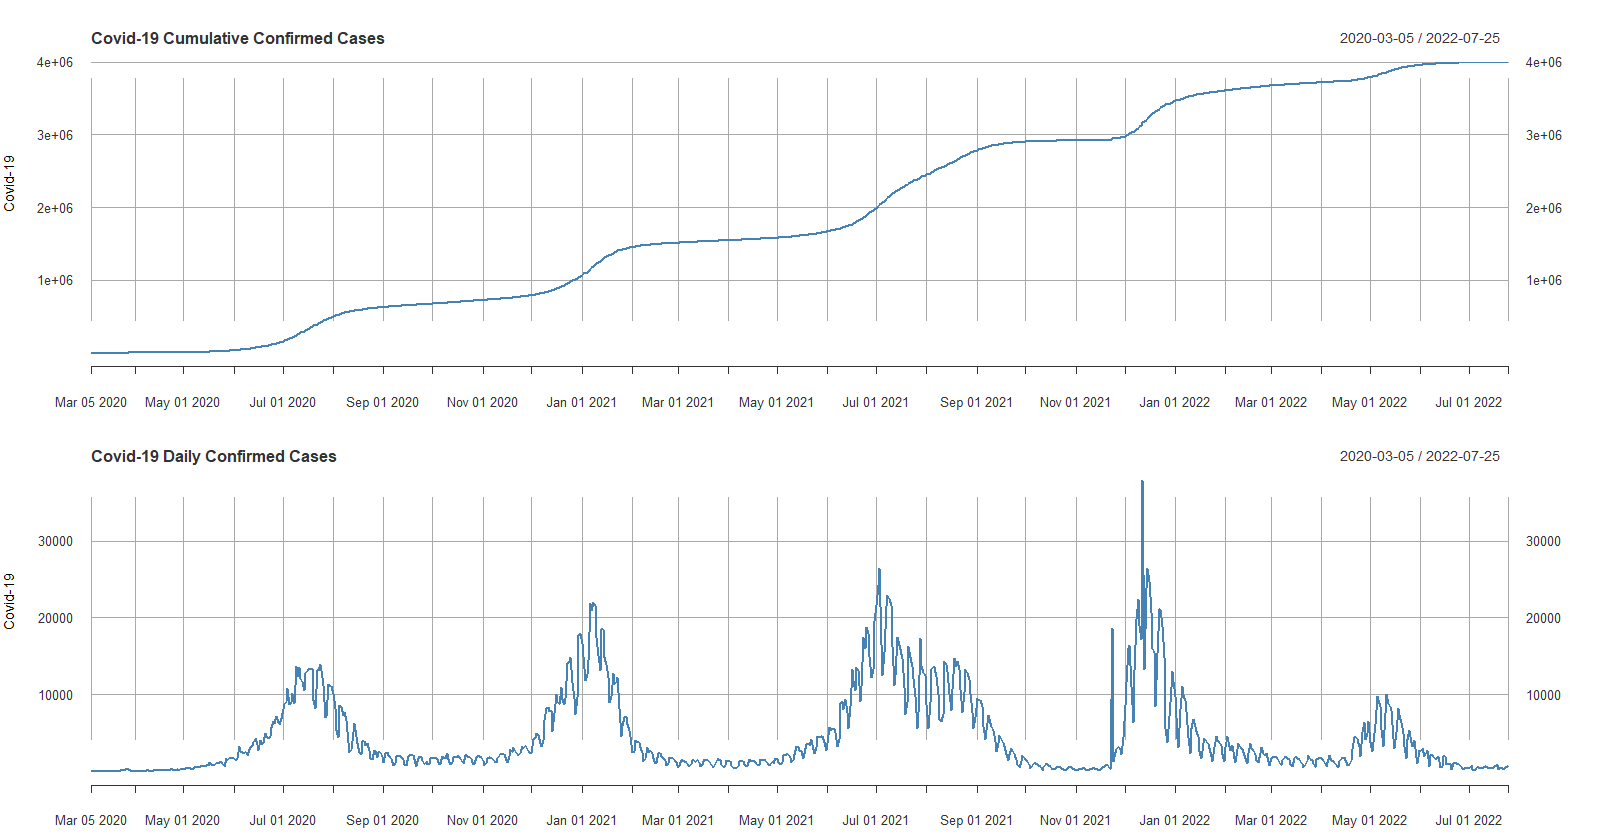 Covid-19 Cumulative Confirmed Cases 2020-03-05 / 2022-07-25
4e+06 4e+06
3e+06 3e+06
Covid-19
2e+06 2e+06
1e+06 1e+06
Mar 05 2020 May 01 2020 Jul 01 2020 Sep 01 2020 Nov 01 2020 Jan 01 2021 Mar 01 2021 May 01 2021 Jul 01 2021 Sep 01 2021 Nov 01 2021 Jan 01 2022 Mar 01 2022 May 01 2022 Jul 01 2022
Covid-19 Daily Confirmed Cases 2020-03-05 / 2022-07-25
30000 30000
Covid-19
20000 20000
10000 10000
Mar 05 2020 May 01 2020 Jul 01 2020 Sep 01 2020 Nov 01 2020 Jan 01 2021 Mar 01 2021 May 01 2021 Jul 01 2021 Sep 01 2021 Nov 01 2021 Jan 01 2022 Mar 01 2022 May 01 2022 Jul 01 2022